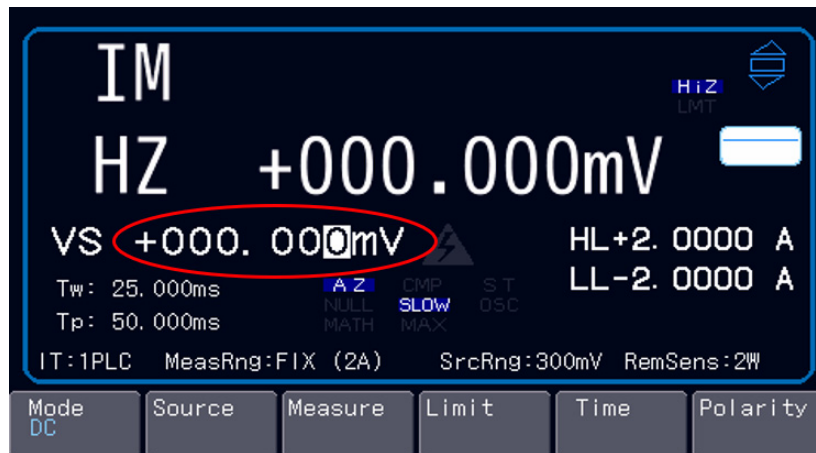 IM
HiZ
LMT
HZ +000.000mV
VS +000.000mV
HL+2.0000 A
LL-2.0000 A
Tw: 25.000ms
Tp: 50.000ms
AZ CMP ST
NULL SLOW OSC
MATH MAX
IT:1PLC MeasRng:FIX (2A) SrcRng:300mV RemSens:2W
Mode Source Measure Limit Time Polarity
DC